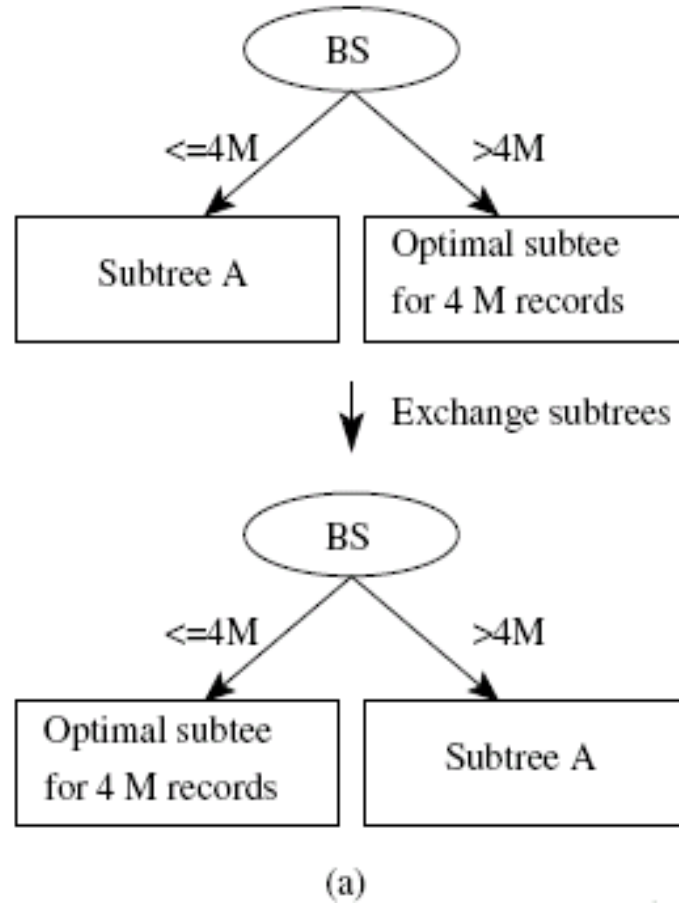 BS
<=4M >4M
Subtree A
Optimal subtee
for 4 M records
Exchange subtrees
BS
<=4M >4M
Optimal subtee
for 4 M records
Subtree A
(a)